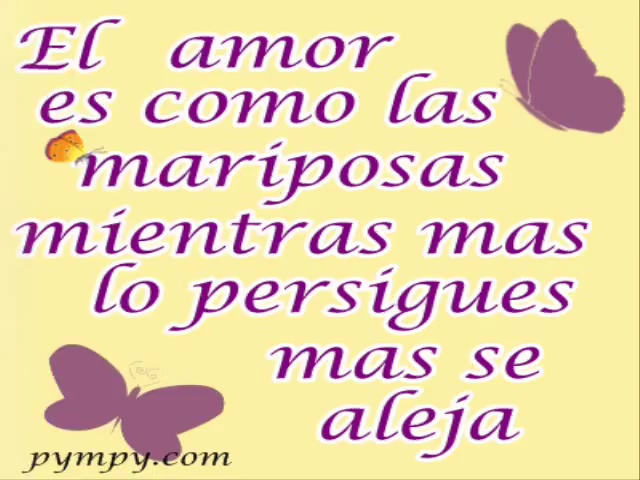 El amor
es como las
mariposas
mientras mas
lo persigues
mas se
aleja
pympy.com